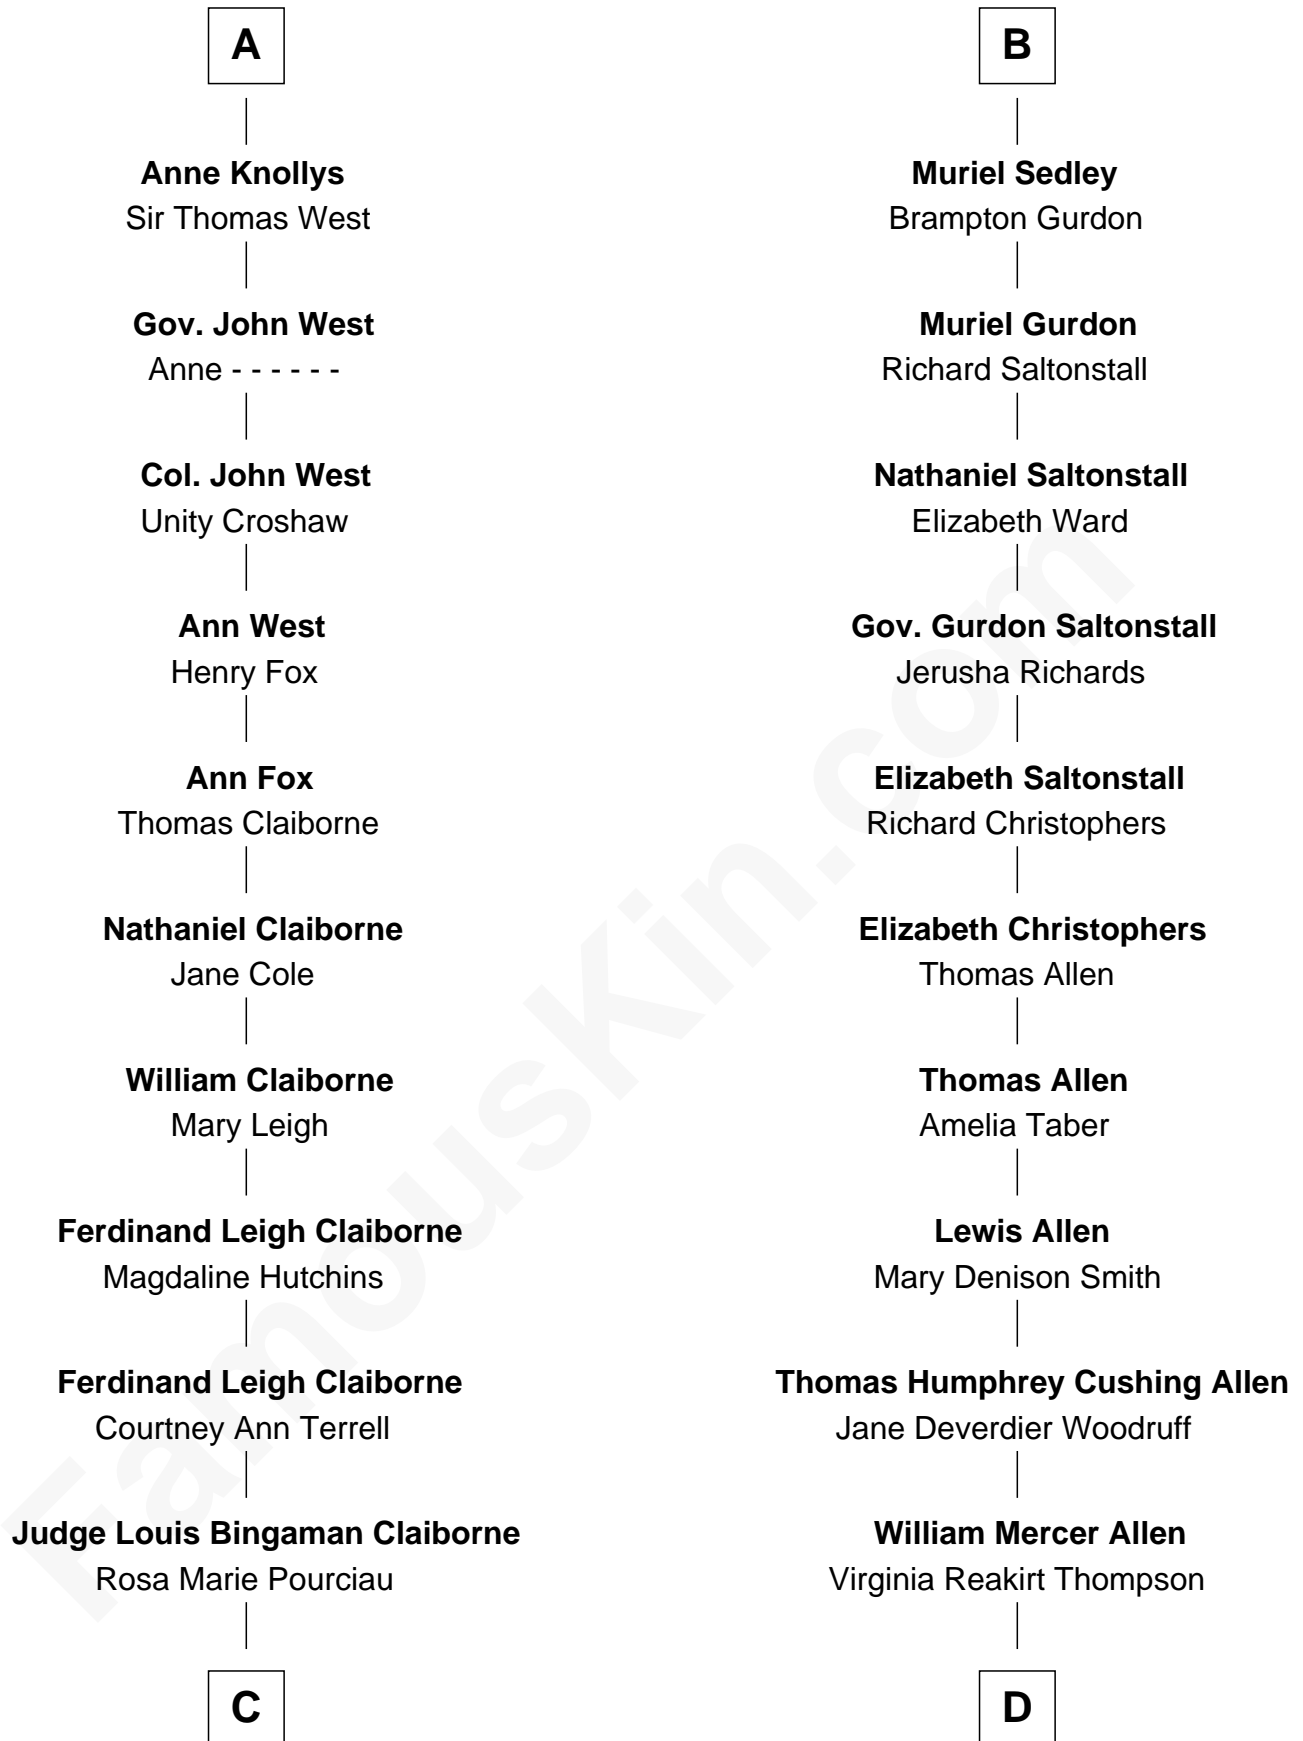 A
Anne Knollys
Sir Thomas West
Gov. John West
Anne - - - - - -
Col. John West
Unity Croshaw
Ann West
Henry Fox
Ann Fox
Thomas Claiborne
Nathaniel Claiborne
Jane Cole
William Claiborne
Mary Leigh
Ferdinand Leigh Claiborne
Magdaline Hutchins
Ferdinand Leigh Claiborne
Courtney Ann Terrell
Judge Louis Bingaman Claiborne
Rosa Marie Pourciau
C
B
Muriel Sedley
Brampton Gurdon
Muriel Gurdon
Richard Saltonstall
Nathaniel Saltonstall
Elizabeth Ward
Gov. Gurdon Saltonstall
Jerusha Richards
Elizabeth Saltonstall
Richard Christophers
Elizabeth Christophers
Thomas Allen
Thomas Allen
Amelia Taber
Lewis Allen
Mary Denison Smith
Thomas Humphrey Cushing Allen
Jane Deverdier Woodruff
William Mercer Allen
Virginia Reakirt Thompson
D
FamousKin.com